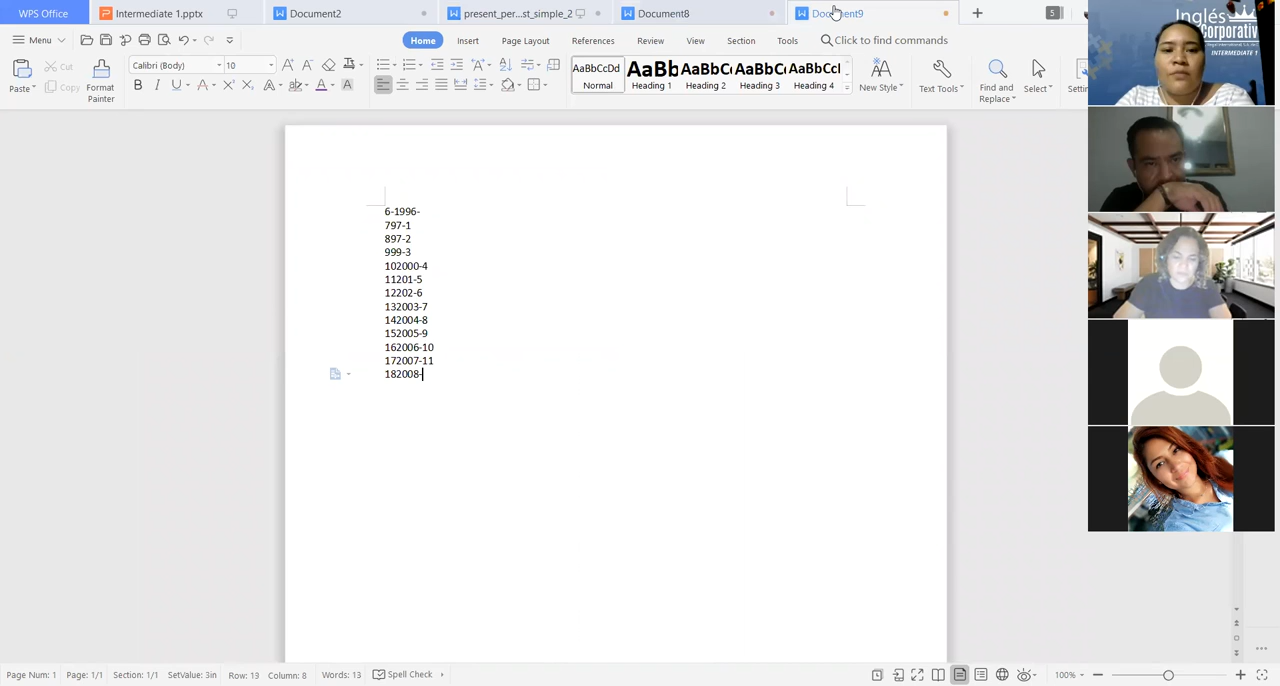 WPS Office Intermediate 1.pptx Document2 present_per...st_simple_2 Document8 Document9 5
Menu Home Insert Page Layout References Review View Section Tools Click to find commands
Paste Cut Copy Format Painter Calibri (Body) 10
B I U A A A
AaBbCcDd AaBb AaBbC AaBbC AaBbCcI
Normal Heading 1 Heading 2 Heading 3 Heading 4 New Style Text Tools Find and Replace Select
Inglés
Corporativo
INTERMEDIATE 1
6-1996-
797-1
897-2
999-3
102000-4
11201-5
12202-6
132003-7
142004-8
152005-9
162006-10
172007-11
182008-
Page Num: 1 Page: 1/1 Section: 1/1 SetValue: 3in Row: 13 Column: 8 Words: 13 Spell Check 100%